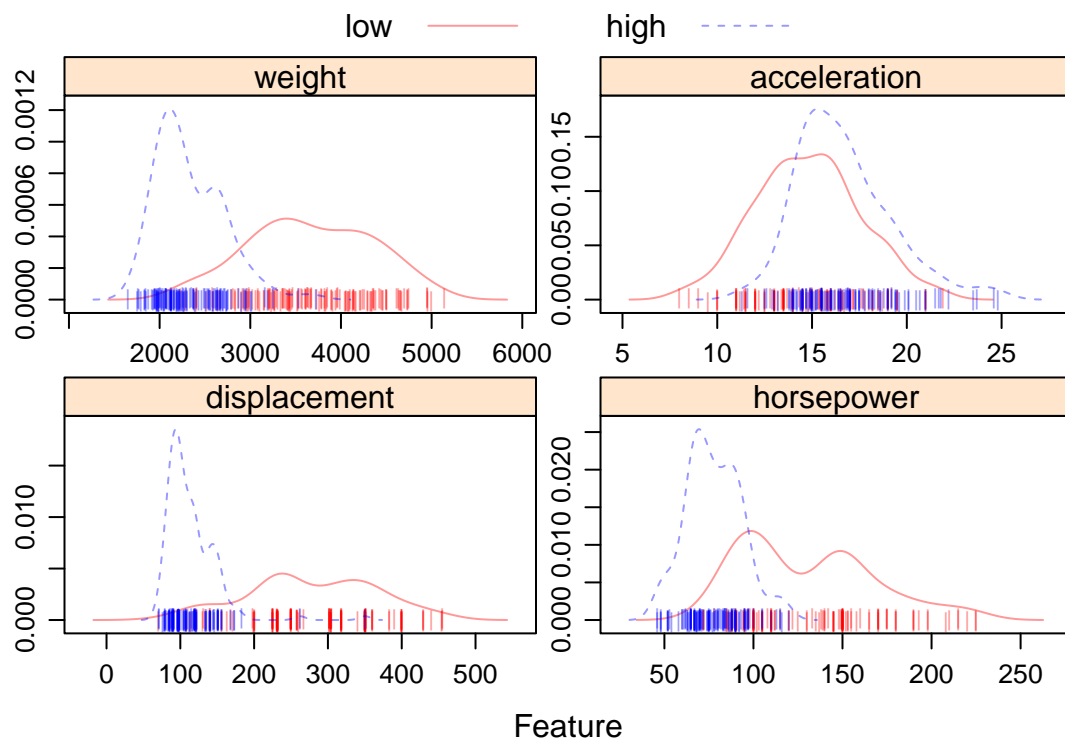 low high
weight
0.0000 0.0006 0.0012
2000 3000 4000 5000 6000
acceleration
0.00 0.05 0.10 0.15
5 10 15 20 25
displacement
0.000 0.010
0 100 200 300 400 500
horsepower
0.000 0.010 0.020
50 100 150 200 250
Feature